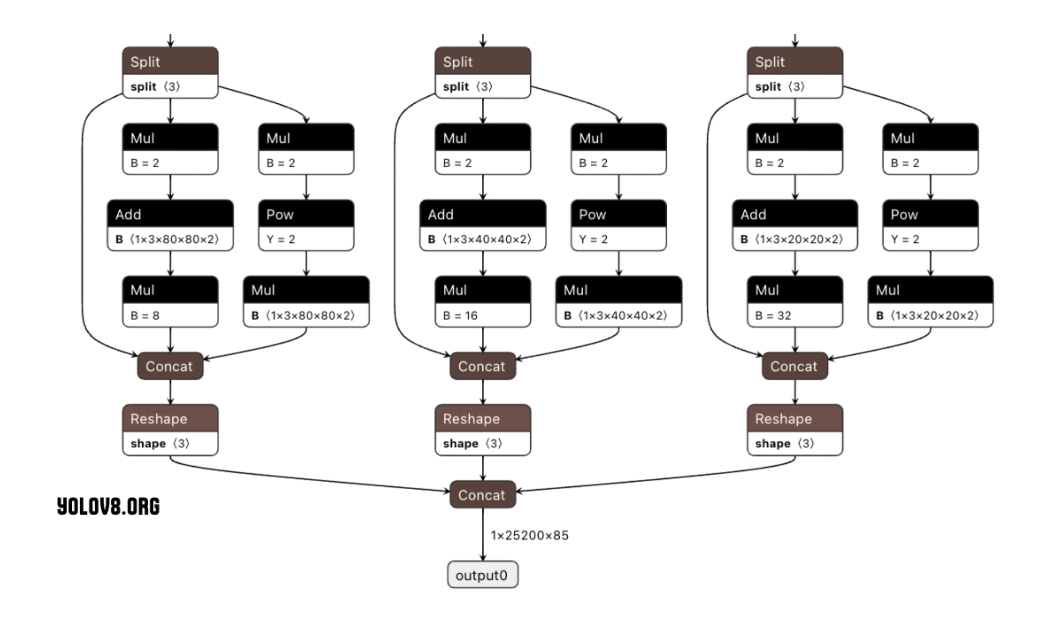 Split
split ⟨3⟩
Mul
B = 2
Mul
B = 2
Add
B ⟨1×3×80×80×2⟩
Pow
Y = 2
Mul
B = 8
Mul
B ⟨1×3×80×80×2⟩
Concat
Reshape
shape ⟨3⟩
Split
split ⟨3⟩
Mul
B = 2
Mul
B = 2
Add
B ⟨1×3×40×40×2⟩
Pow
Y = 2
Mul
B = 16
Mul
B ⟨1×3×40×40×2⟩
Concat
Reshape
shape ⟨3⟩
Split
split ⟨3⟩
Mul
B = 2
Mul
B = 2
Add
B ⟨1×3×20×20×2⟩
Pow
Y = 2
Mul
B = 32
Mul
B ⟨1×3×20×20×2⟩
Concat
Reshape
shape ⟨3⟩
Concat
YOLOV8.ORG
1×25200×85
output0